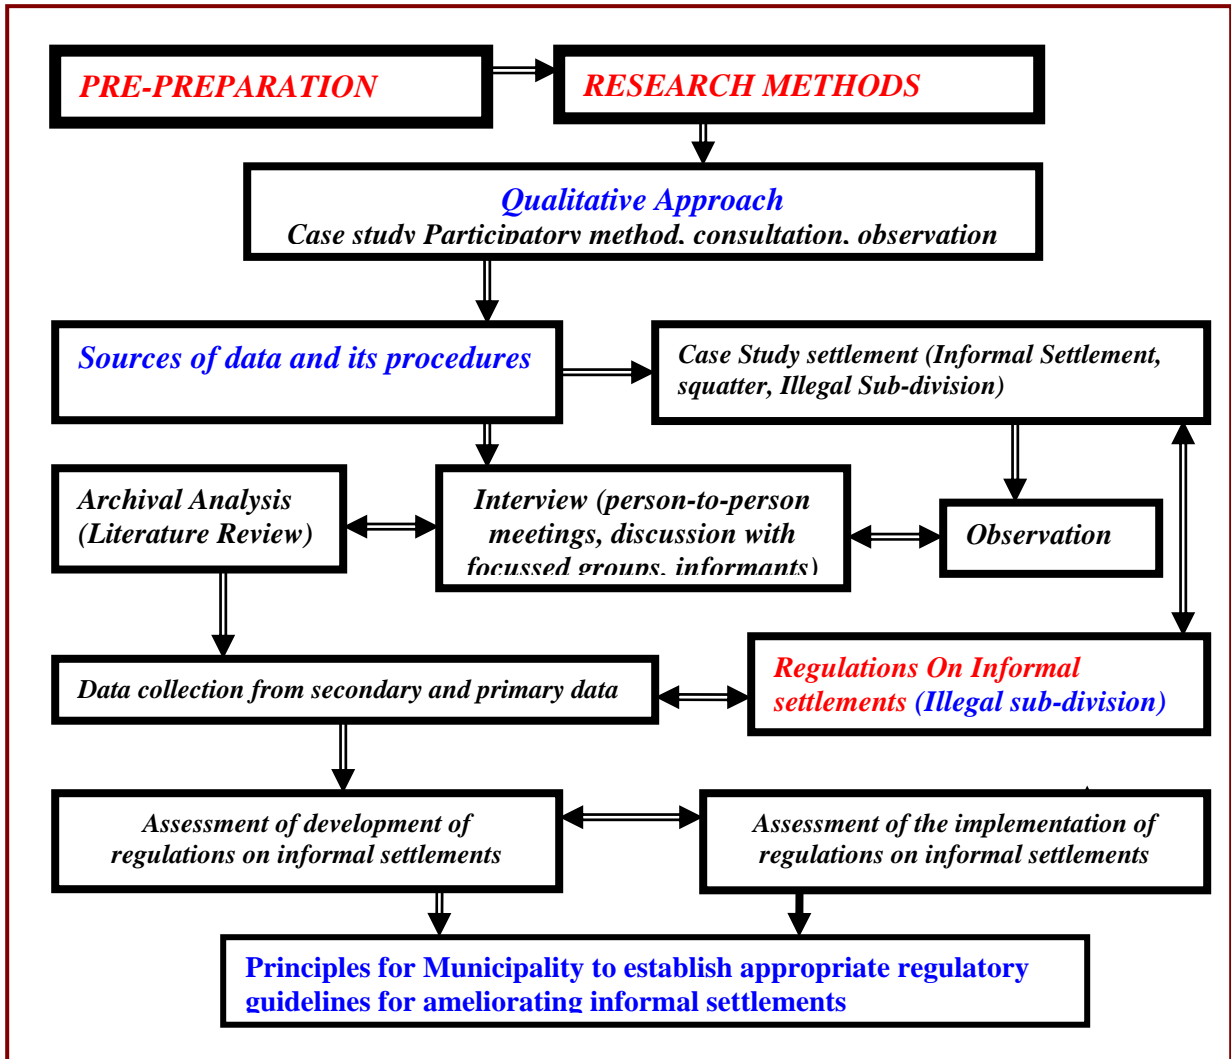 PRE-PREPARATION
RESEARCH METHODS
Qualitative Approach
Case study Participatory method, consultation, observation
Sources of data and its procedures
Case Study settlement (Informal Settlement,
squatter, Illegal Sub-division)
Archival Analysis
(Literature Review)
Interview (person-to-person
meetings, discussion with
focussed groups, informants)
Observation
Data collection from secondary and primary data
Regulations On Informal
settlements (Illegal sub-division)
Assessment of development of
regulations on informal settlements
Assessment of the implementation of
regulations on informal settlements
Principles for Municipality to establish appropriate regulatory
guidelines for ameliorating informal settlements